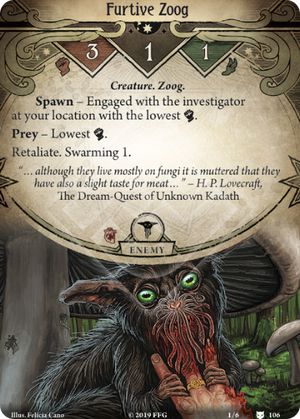 Furtive Zoog
3 1 1
Creature. Zoog.
Spawn – Engaged with the investigator
at your location with the lowest .
Prey – Lowest .
Retaliate. Swarming 1.
“… although they live mostly on fungi it is muttered that they
have also a slight taste for meat…” – H. P. Lovecraft,
The Dream-Quest of Unknown Kadath
ENEMY
Illus. Felicia Cano © 2019 FFG 1/6 106